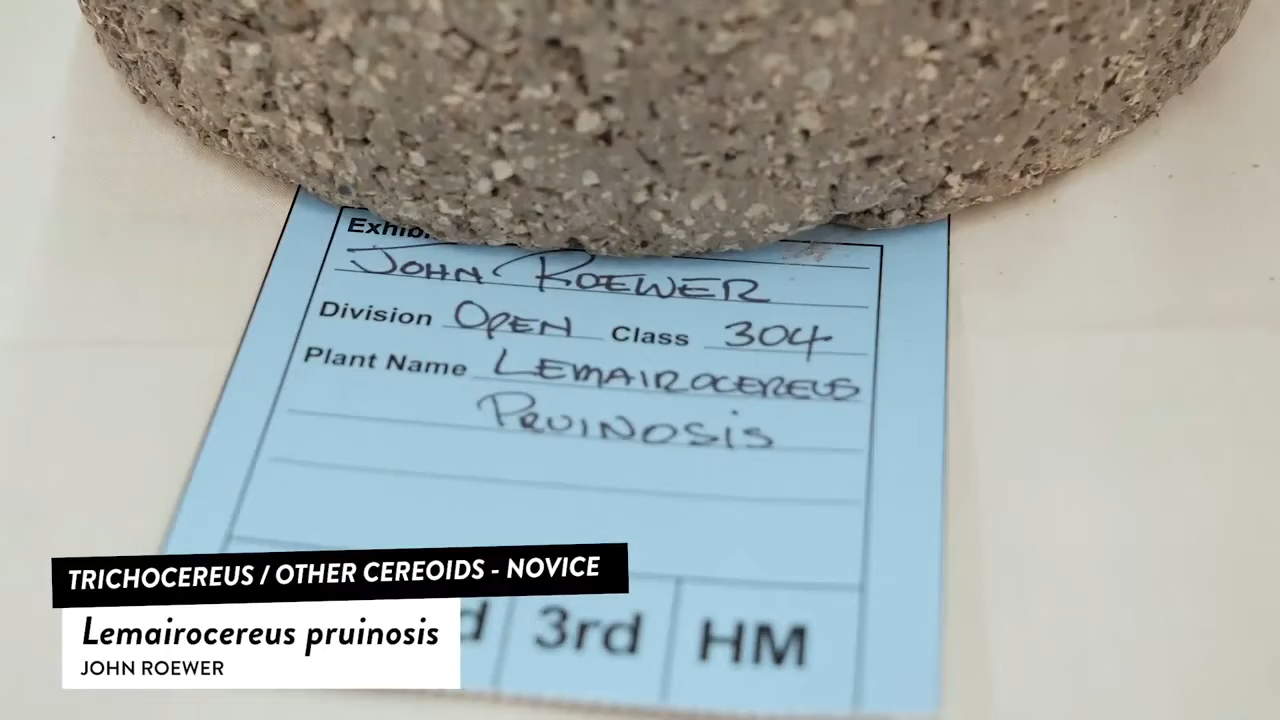 Exhib
JOHN ROEWER
Division OPEN Class 304
Plant Name LEMAIROCEREUS
PRUINOSIS
3rd HM
TRICHOCEREUS / OTHER CEREOIDS - NOVICE
Lemairocereus pruinosis
JOHN ROEWER